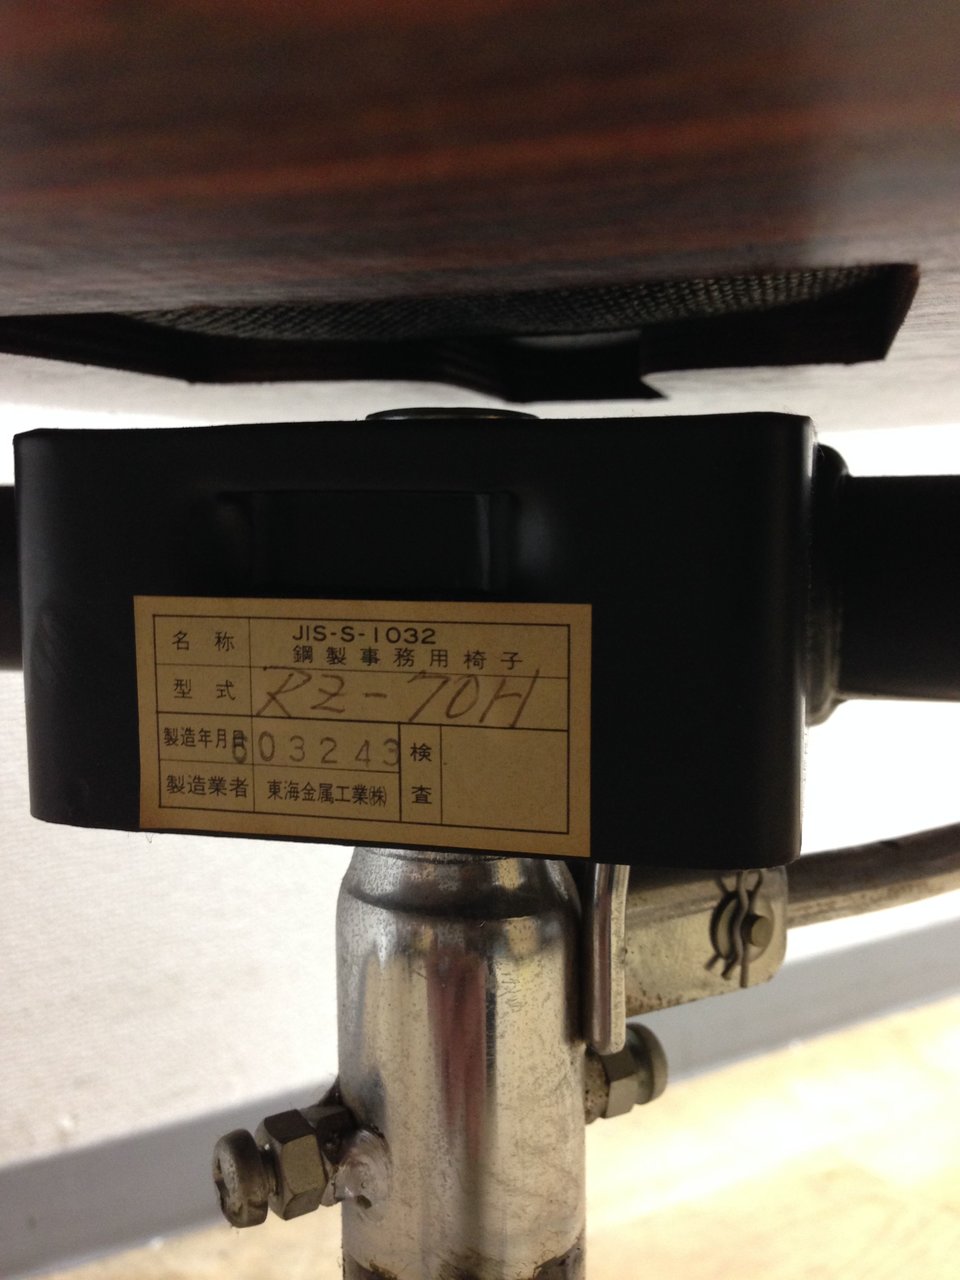 名称 JIS-S-1032
鋼製事務用椅子
型式 RZ-70H
製造年月日 603243
製造業者 東海金属工業㈱
検査